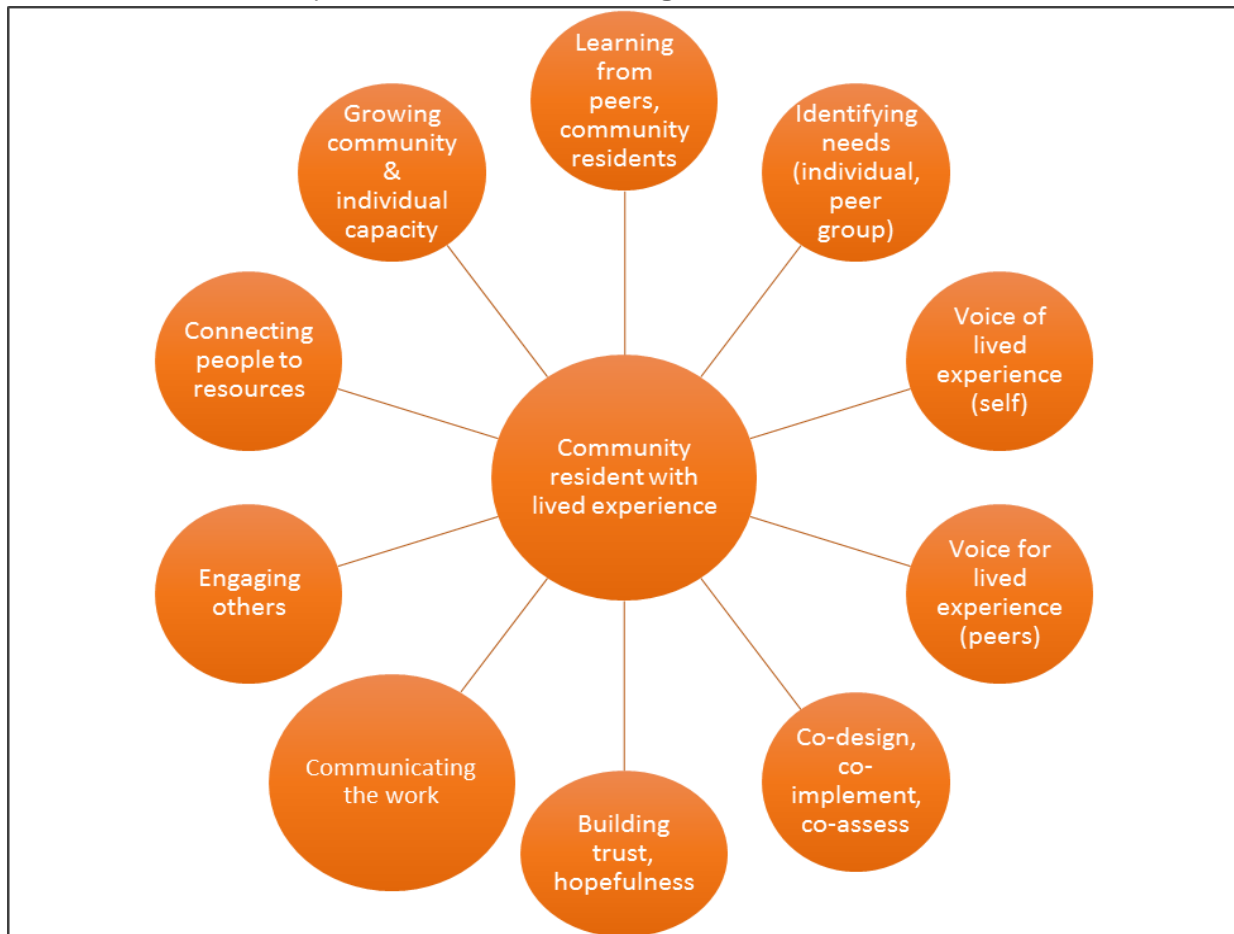 Learning
from
peers,
community
residents
Identifying
needs
(individual,
peer
group)
Voice of
lived
experience
(self)
Voice for
lived
experience
(peers)
Co-design,
co-
implement,
co-assess
Building
trust,
hopefulness
Communicating
the work
Engaging
others
Connecting
people to
resources
Growing
community
&
individual
capacity
Community
resident with
lived experience